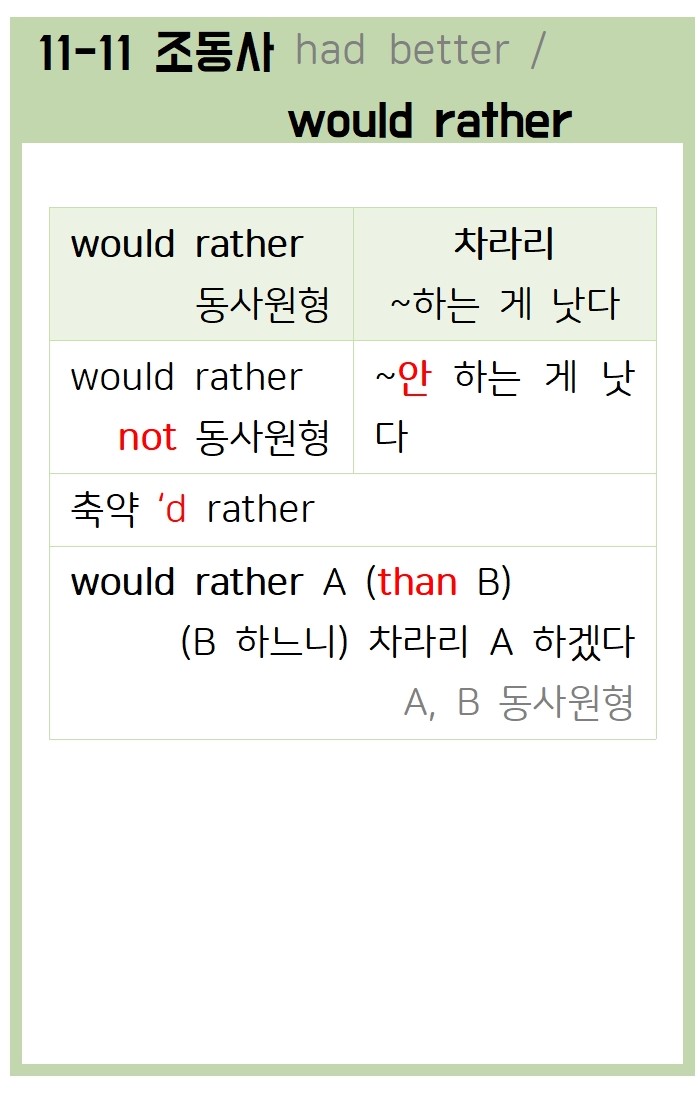 11-11 조동사 had better /
would rather
would rather
동사원형
차라리
~하는 게 낫다
would rather
not 동사원형
~안 하는 게 낫
다
축약 ‘d rather
would rather A (than B)
(B 하느니) 차라리 A 하겠다
A, B 동사원형